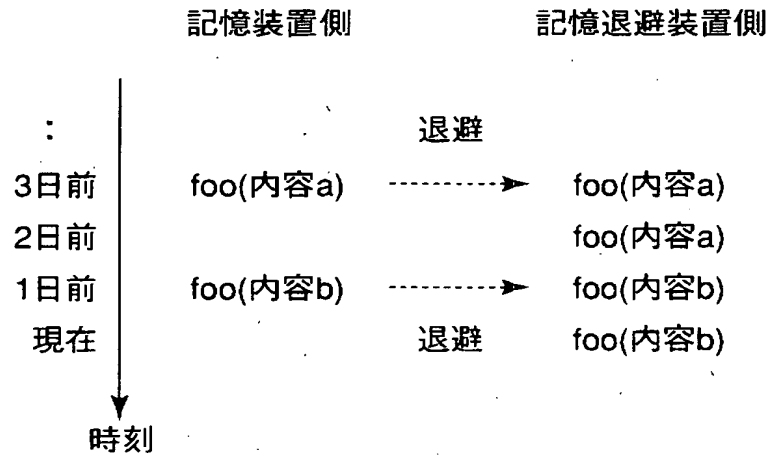 記憶装置側 記憶退避装置側
: 退避
3日前 foo(内容a) foo(内容a)
2日前 foo(内容a)
1日前 foo(内容b) foo(内容b)
現在 退避 foo(内容b)
時刻